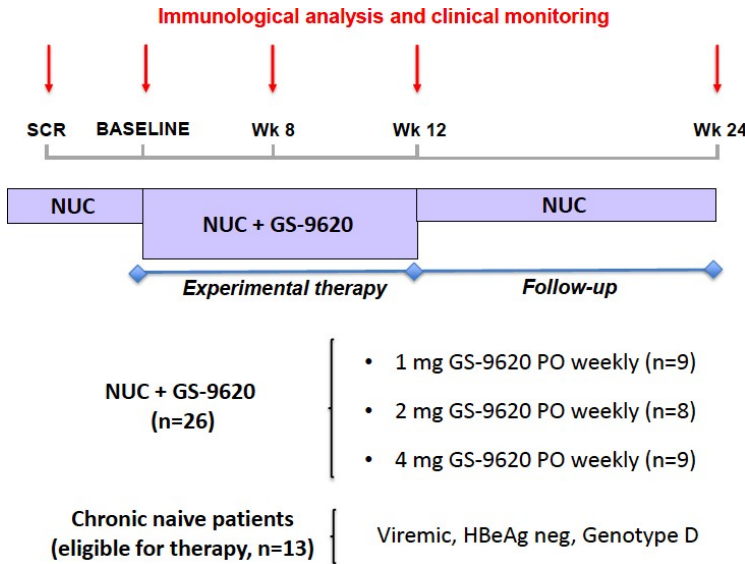 Immunological analysis and clinical monitoring
SCR BASELINE Wk 8 Wk 12 Wk 24
NUC NUC + GS-9620 NUC
Experimental therapy Follow-up
NUC + GS-9620
(n=26)
• 1 mg GS-9620 PO weekly (n=9)
• 2 mg GS-9620 PO weekly (n=8)
• 4 mg GS-9620 PO weekly (n=9)
Chronic naive patients
(eligible for therapy, n=13)
Viremic, HBeAg neg, Genotype D